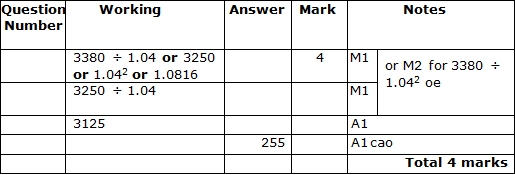 Question Number Working Answer Mark Notes
3380 ÷ 1.04 or 3250 or 1.04² or 1.0816 4 M1 or M2 for 3380 ÷ 1.04² oe
3250 ÷ 1.04 M1
3125 A1
255 A1 cao
Total 4 marks